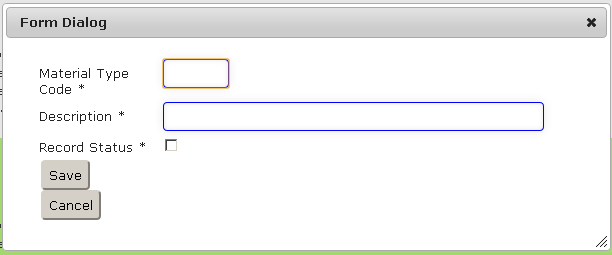 Form Dialog
Material Type
Code *
Description *
Record Status *
Save
Cancel